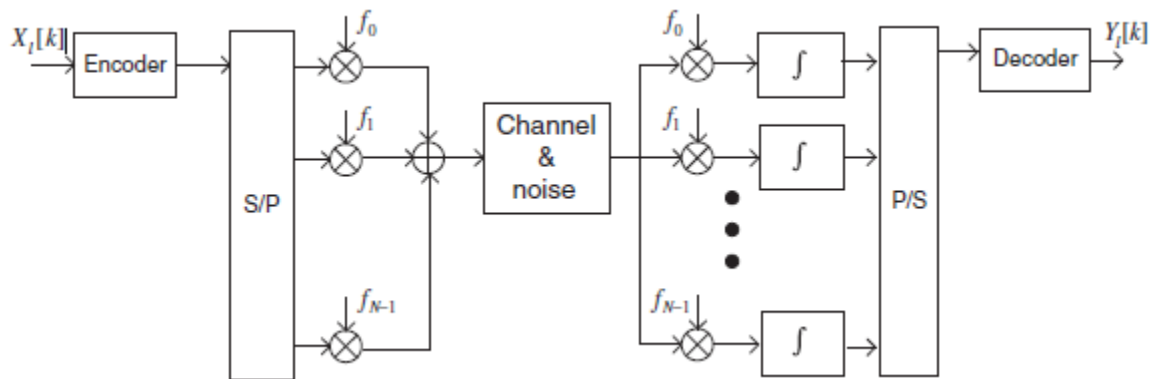 X_l[k]
Encoder
S/P
f_0
f_1
f_{N-1}
Channel
&
noise
f_0
f_1
f_{N-1}
∫
∫
∫
P/S
Decoder
Y_l[k]